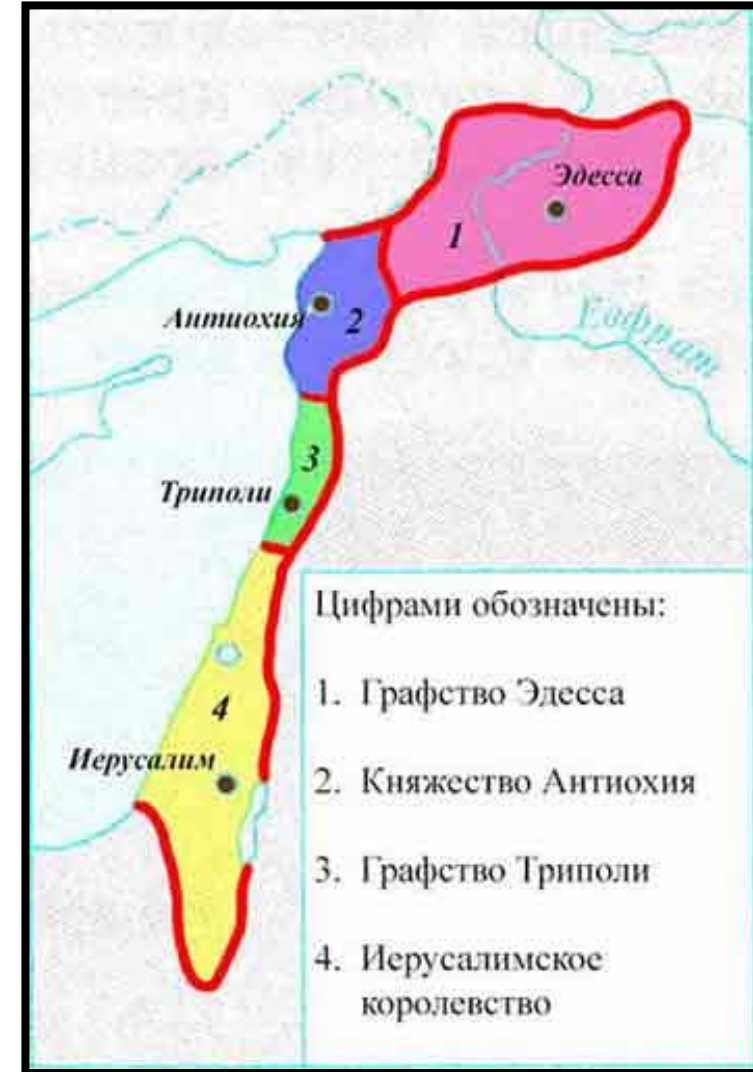 Эдесса
1
Антиохия
2
Евфрат
3
Триполи
4
Иерусалим
Цифрами обозначены:
1. Графство Эдесса
2. Княжество Антиохия
3. Графство Триполи
4. Иерусалимское
королевство